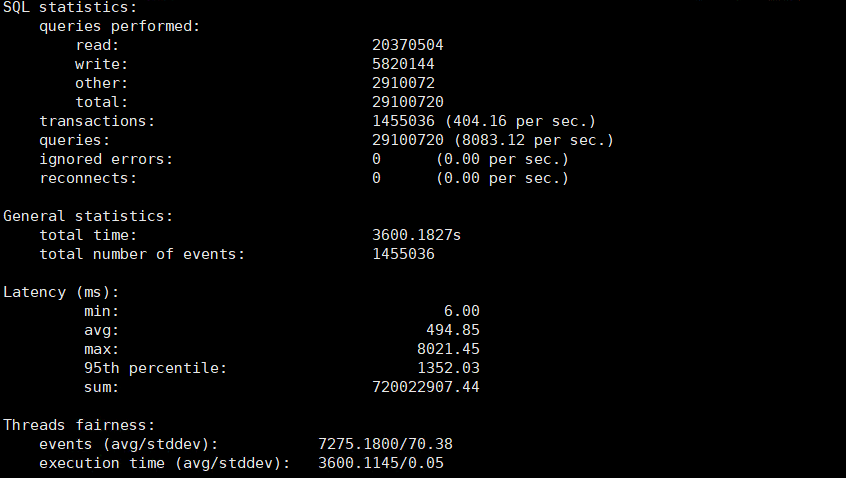 SQL statistics:
queries performed:
read: 20370504
write: 5820144
other: 2910072
total: 29100720
transactions: 1455036 (404.16 per sec.)
queries: 29100720 (8083.12 per sec.)
ignored errors: 0 (0.00 per sec.)
reconnects: 0 (0.00 per sec.)
General statistics:
total time: 3600.1827s
total number of events: 1455036
Latency (ms):
min: 6.00
avg: 494.85
max: 8021.45
95th percentile: 1352.03
sum: 720022907.44
Threads fairness:
events (avg/stddev): 7275.1800/70.38
execution time (avg/stddev): 3600.1145/0.05